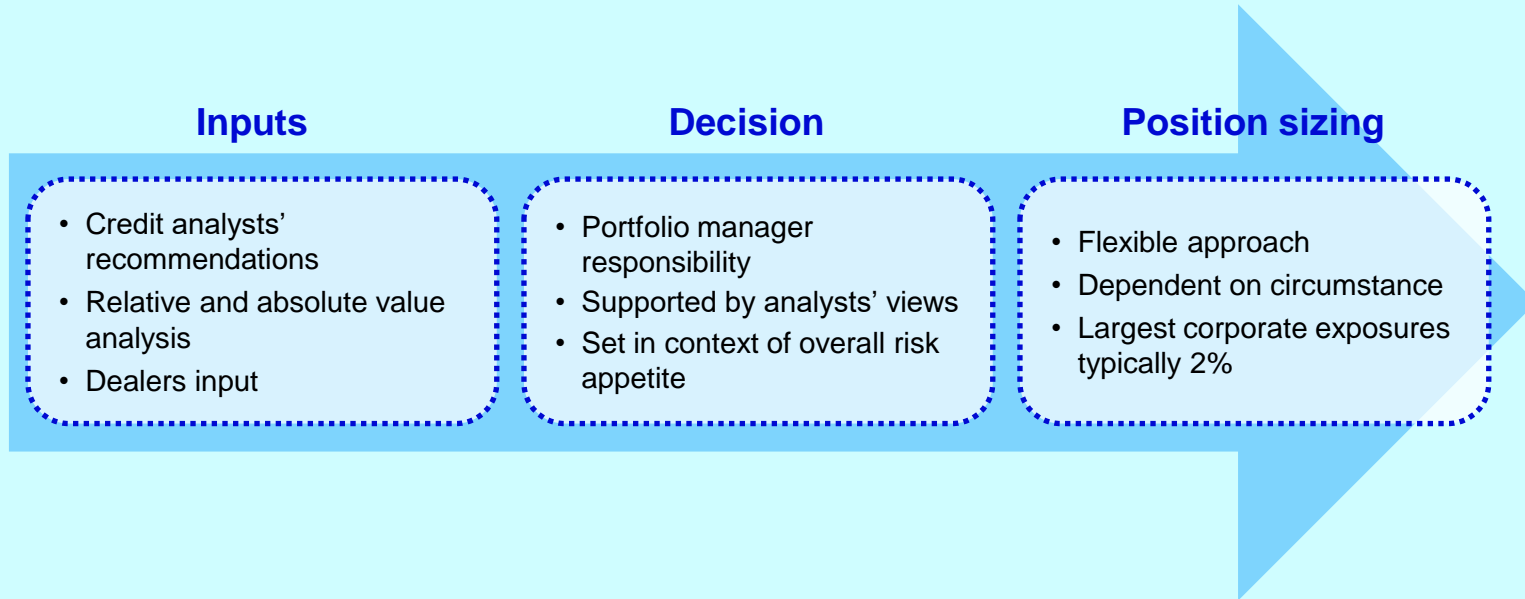 Inputs
• Credit analysts’
recommendations
• Relative and absolute value
analysis
• Dealers input
Decision
• Portfolio manager
responsibility
• Supported by analysts’ views
• Set in context of overall risk
appetite
Position sizing
• Flexible approach
• Dependent on circumstance
• Largest corporate exposures
typically 2%